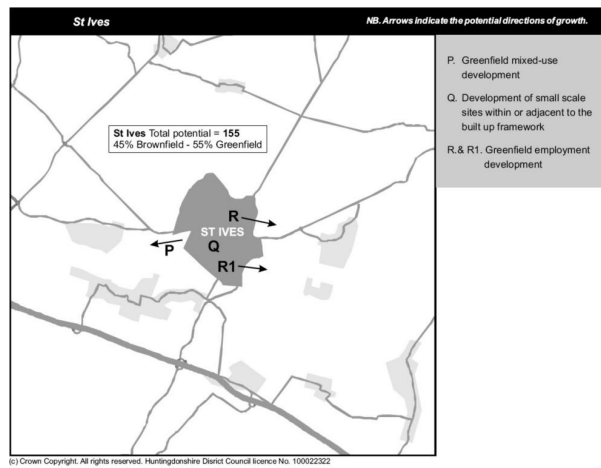 St Ives
NB. Arrows indicate the potential directions of growth.
St Ives Total potential = 155
45% Brownfield - 55% Greenfield
R
ST IVES
Q
P
R1
P. Greenfield mixed-use
development
Q. Development of small scale
sites within or adjacent to the
built up framework
R.& R1. Greenfield employment
development
(c) Crown Copyright. All rights reserved. Huntingdonshire Disrict Council licence No. 100022322